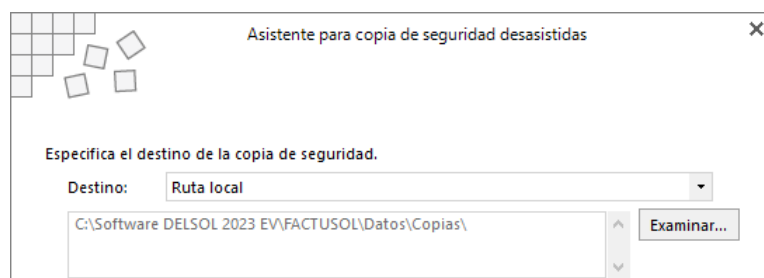 Asistente para copia de seguridad desasistidas
Especifica el destino de la copia de seguridad.
Destino: Ruta local
C:\Software DELSOL 2023 EV\FACTUSOL\Datos\Copias\ Examinar...